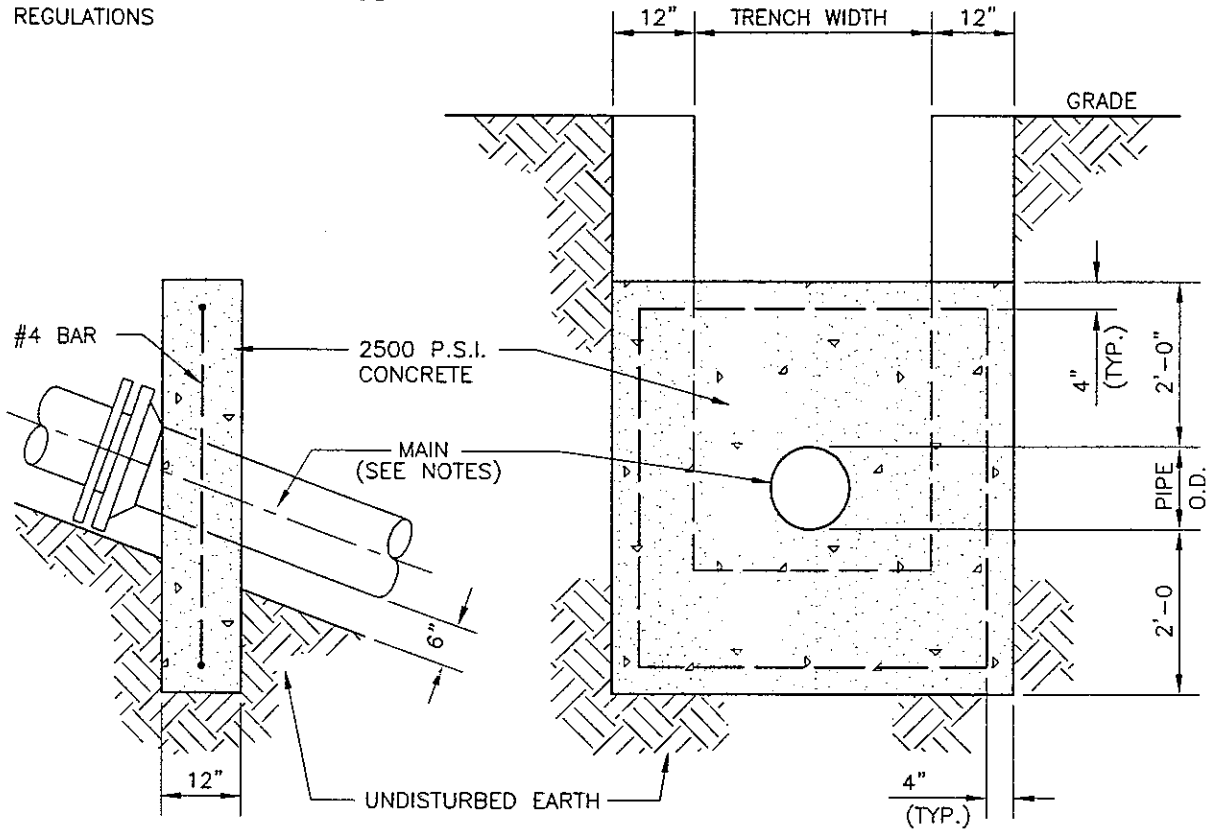 REGULATIONS
12"
TRENCH WIDTH
12"
GRADE
#4 BAR
2500 P.S.I.
CONCRETE
4"
(TYP.)
2'-0"
MAIN
(SEE NOTES)
PIPE
O.D.
6"
2'-0
12"
UNDISTURBED EARTH
4"
(TYP.)